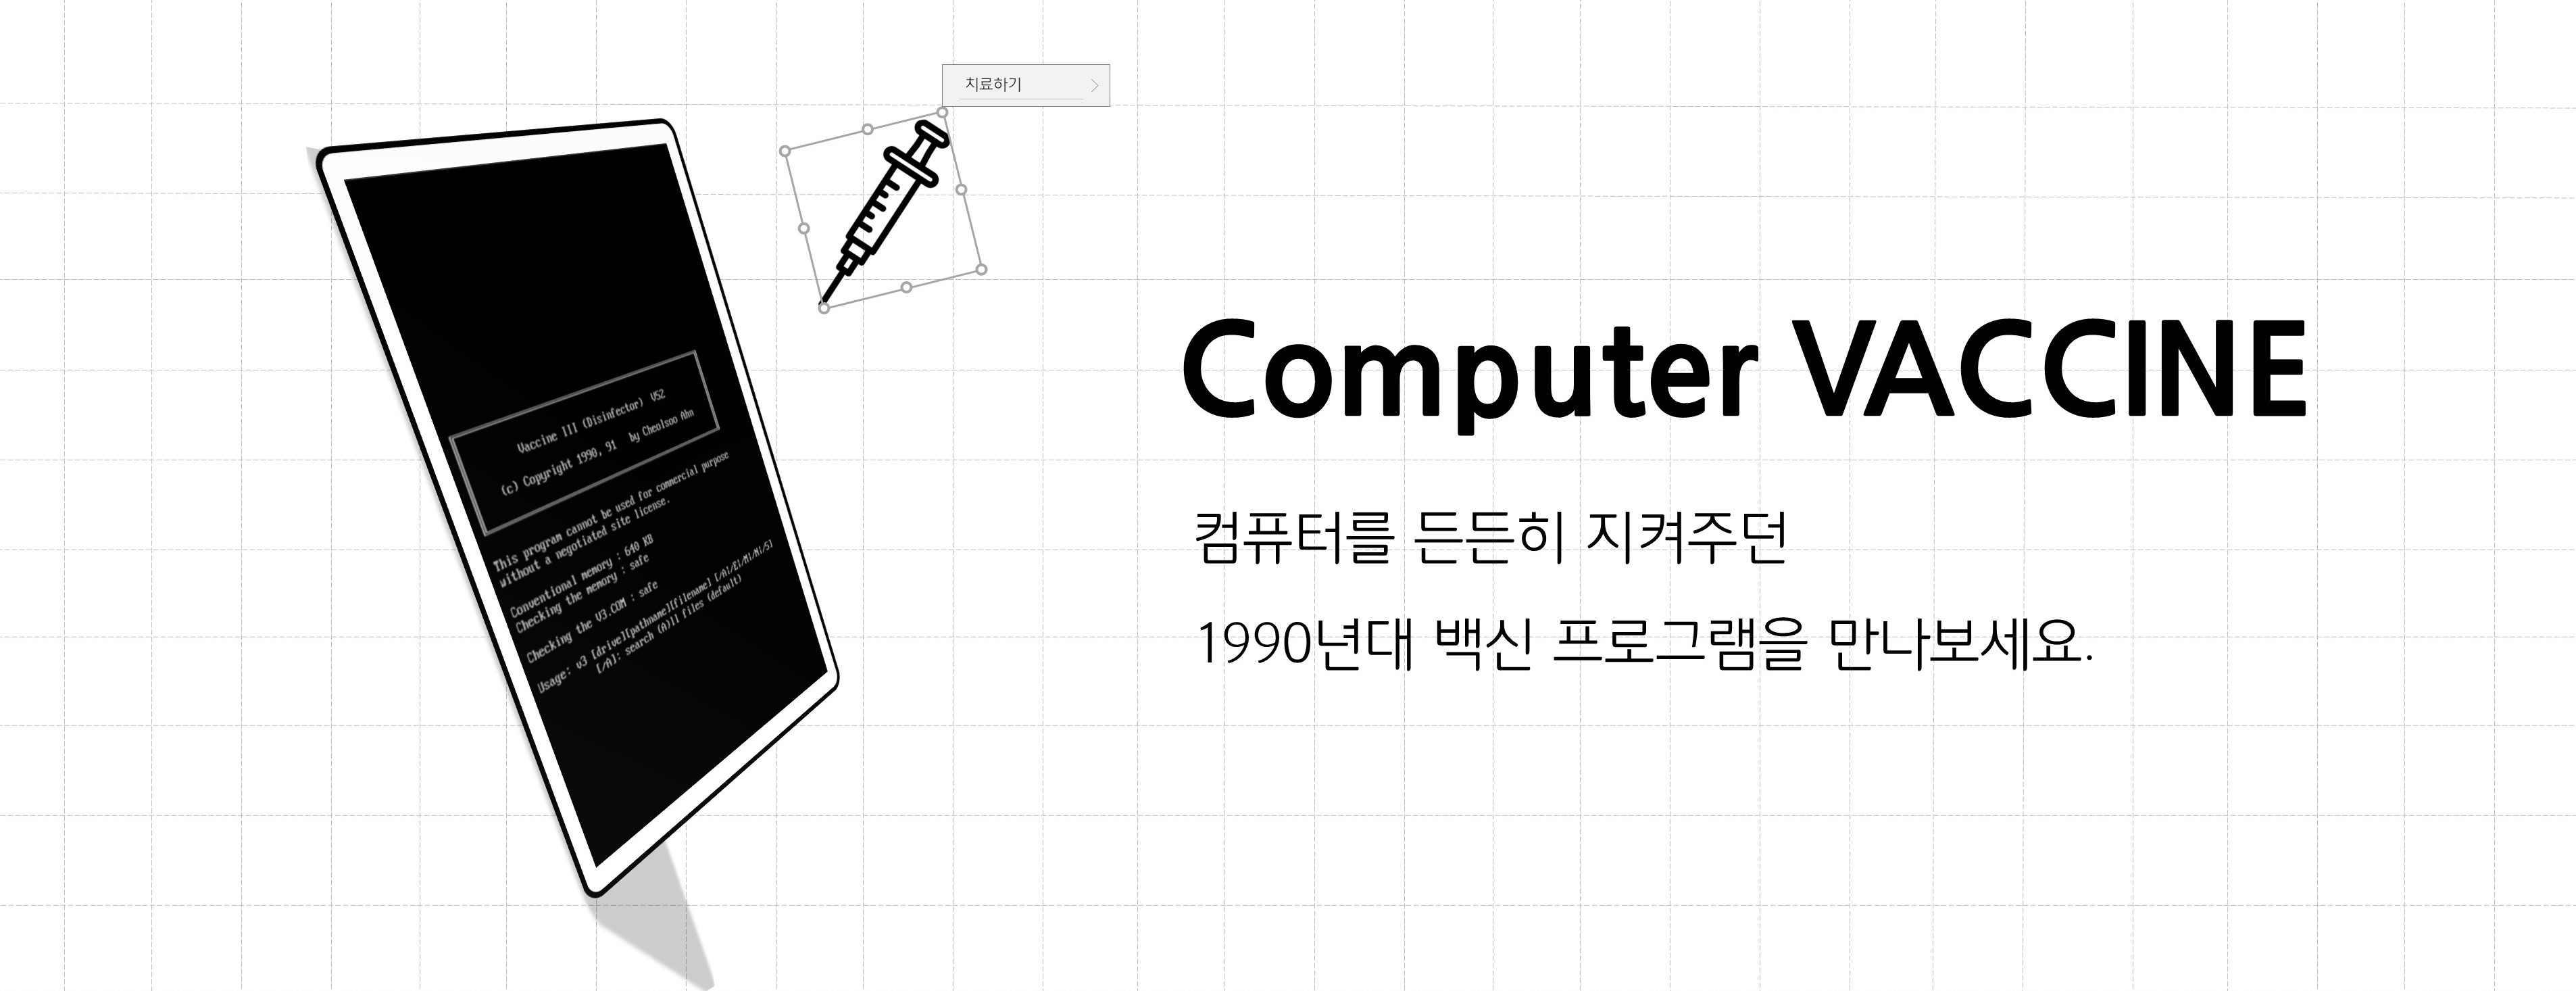 치료하기
Computer VACCINE
컴퓨터를 든든히 지켜주던
1990년대 백신 프로그램을 만나보세요.
Vaccine III (Disinfector) V52
(c) Copyright 1990, 91 by Cheolsoo Ahn
This program cannot be used for commercial purpose
without a negotiated site license.
Conventional memory : 640 KB
Checking the memory : safe
Checking the V3.COM : safe
Usage: v3 [drive][pathname][filename] [/A|/E|/M|/N|/S]
[/A]: search (A)ll files (default)